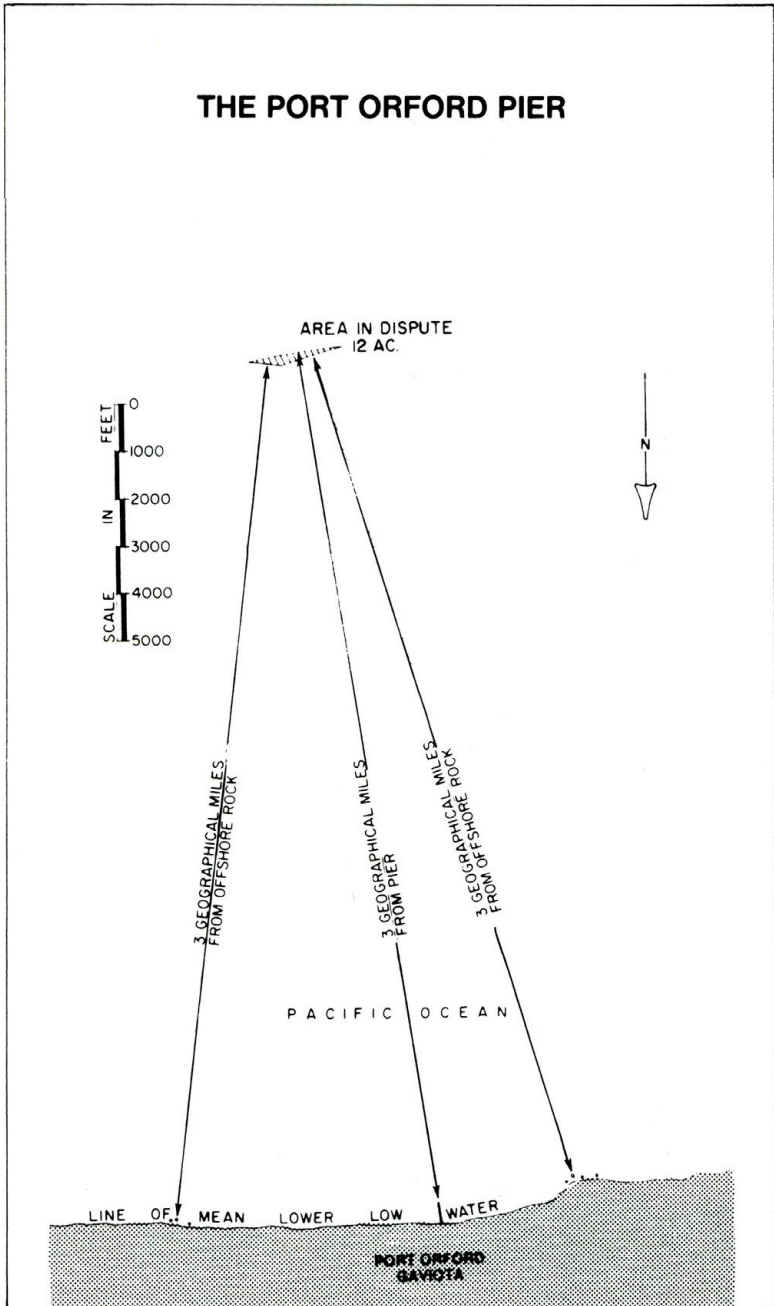 THE PORT ORFORD PIER
AREA IN DISPUTE
12 AC.
SCALE IN FEET
0
1000
2000
3000
4000
5000
N
3 GEOGRAPHICAL MILES
FROM OFFSHORE ROCK
3 GEOGRAPHICAL MILES
FROM PIER
3 GEOGRAPHICAL MILES
FROM OFFSHORE ROCK
PACIFIC OCEAN
LINE OF MEAN LOWER LOW WATER
PORT ORFORD
GAVIOTA